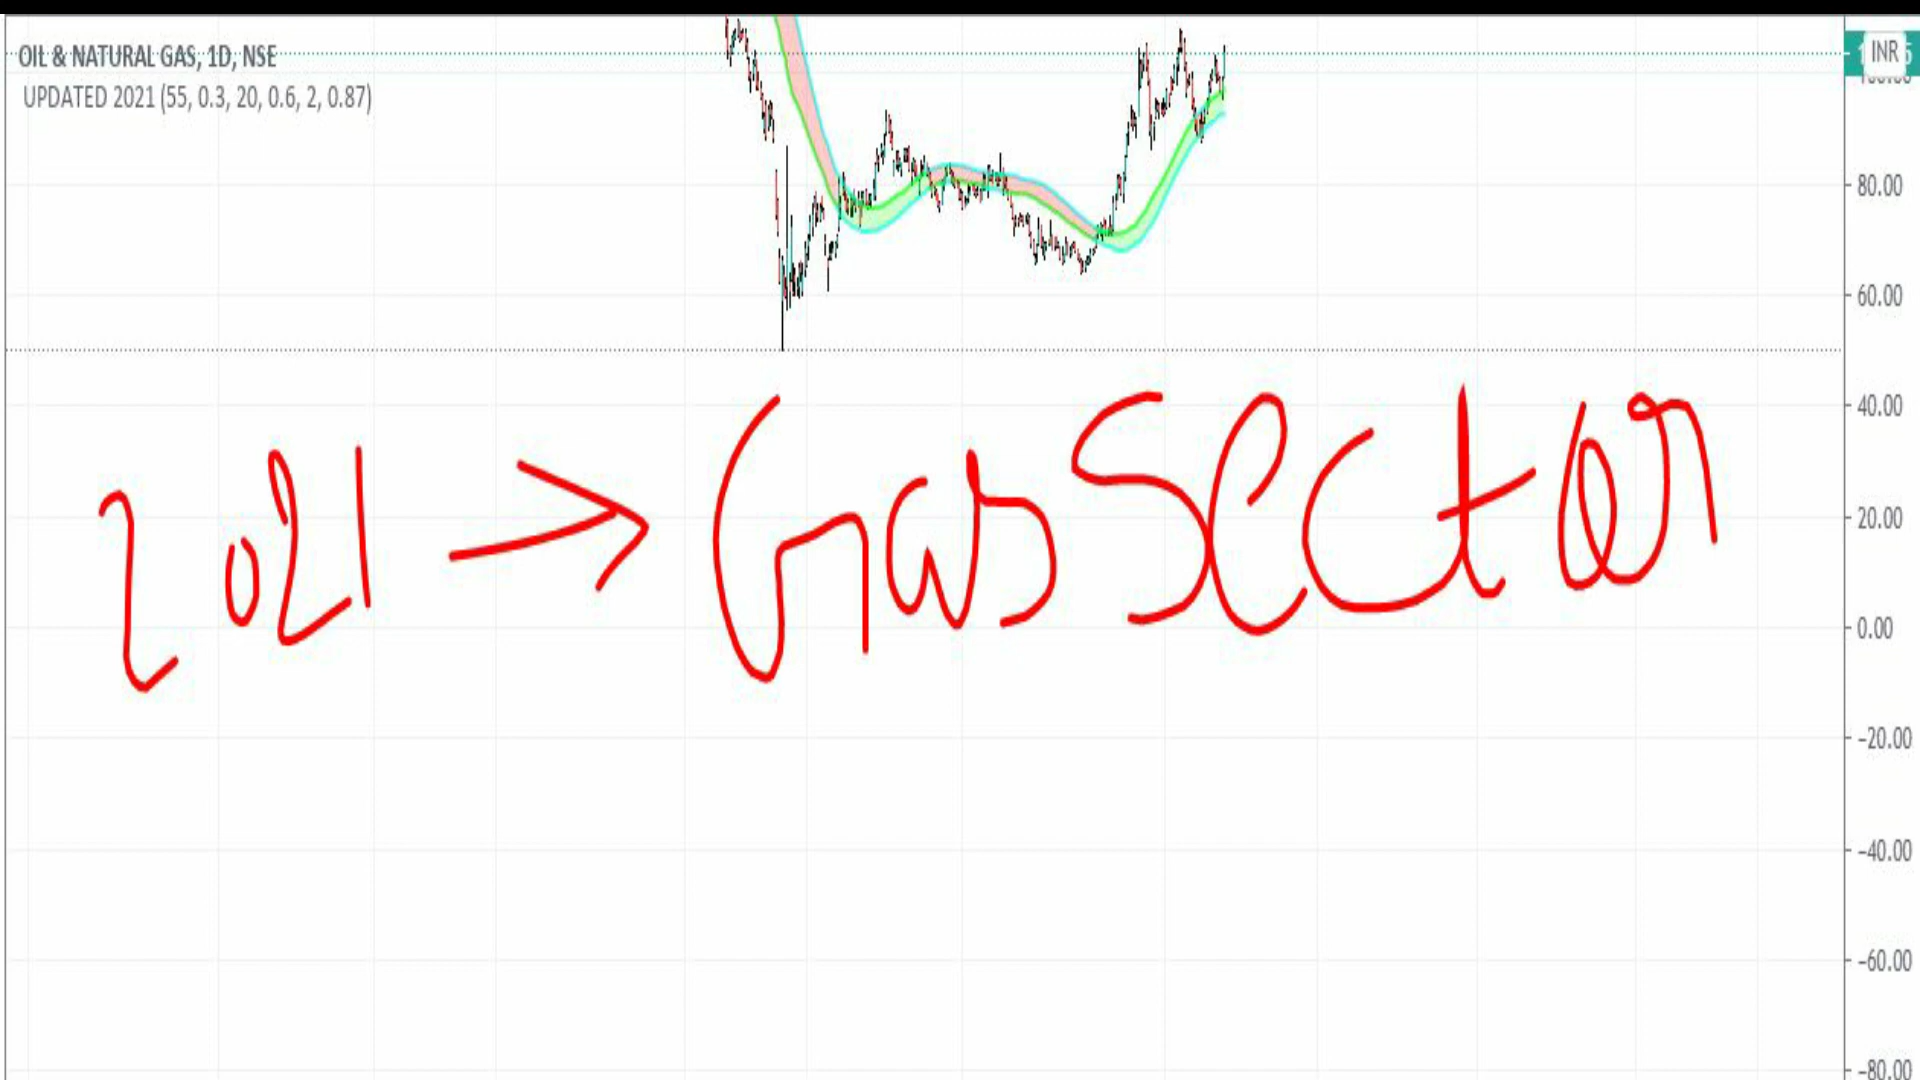 OIL & NATURAL GAS, 1D, NSE
UPDATED 2021 (55, 0.3, 20, 0.6, 2, 0.87)
INR
80.00
60.00
40.00
20.00
0.00
-20.00
-40.00
-60.00
-80.00
2021 → Gas Sector